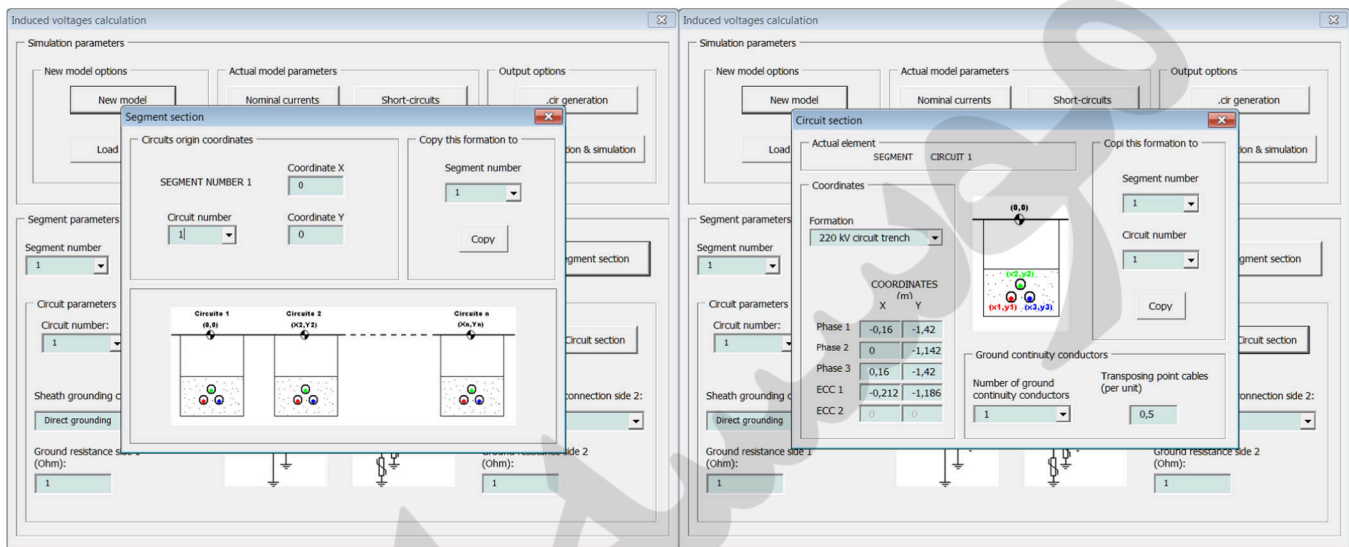 Induced voltages calculation
Simulation parameters
New model options
New model
Load
Actual model parameters
Nominal currents
Short-circuits
Output options
.cir generation
tion & simulation
Segment section
Circuits origin coordinates
SEGMENT NUMBER 1
Coordinate X
0
Circuit number
1
Coordinate Y
0
Copy this formation to
Segment number
1
Copy
Circuito 1
(0,0)
Circuito 2
(X2,Y2)
Circuito n
(Xn,Yn)
Segment parameters
Segment number
1
egment section
Circuit parameters
Circuit number:
1
Circuit section
Sheath grounding c
connection side 2:
Direct grounding
Ground resistance side 1
(Ohm):
1
Ground resistance side 2
(Ohm):
1
Induced voltages calculation
Simulation parameters
New model options
New model
Load
Actual model parameters
Nominal currents
Short-circuits
Output options
.cir generation
ion & simulation
Circuit section
Actual element
SEGMENT CIRCUIT 1
Coordinates
Formation
220 kV circuit trench
COORDINATES
(m)
X Y
Phase 1 -0,16 -1,42
Phase 2 0 -1,142
Phase 3 0,16 -1,42
ECC 1 -0,212 -1,186
ECC 2 0 0
(0,0)
(x2,y2)
(x1,y1) (x3,y3)
Copi this formation to
Segment number
1
Circuit number
1
Copy
Ground continuity conductors
Number of ground
continuity conductors
1
Transposing point cables
(per unit)
0,5
Segment parameters
Segment number
1
gment section
Circuit parameters
Circuit number:
1
Circuit section
Sheath grounding c
onnection side 2:
Direct grounding
Ground resistance side 1
(Ohm):
1
Ground resistance side 2
(Ohm):
1